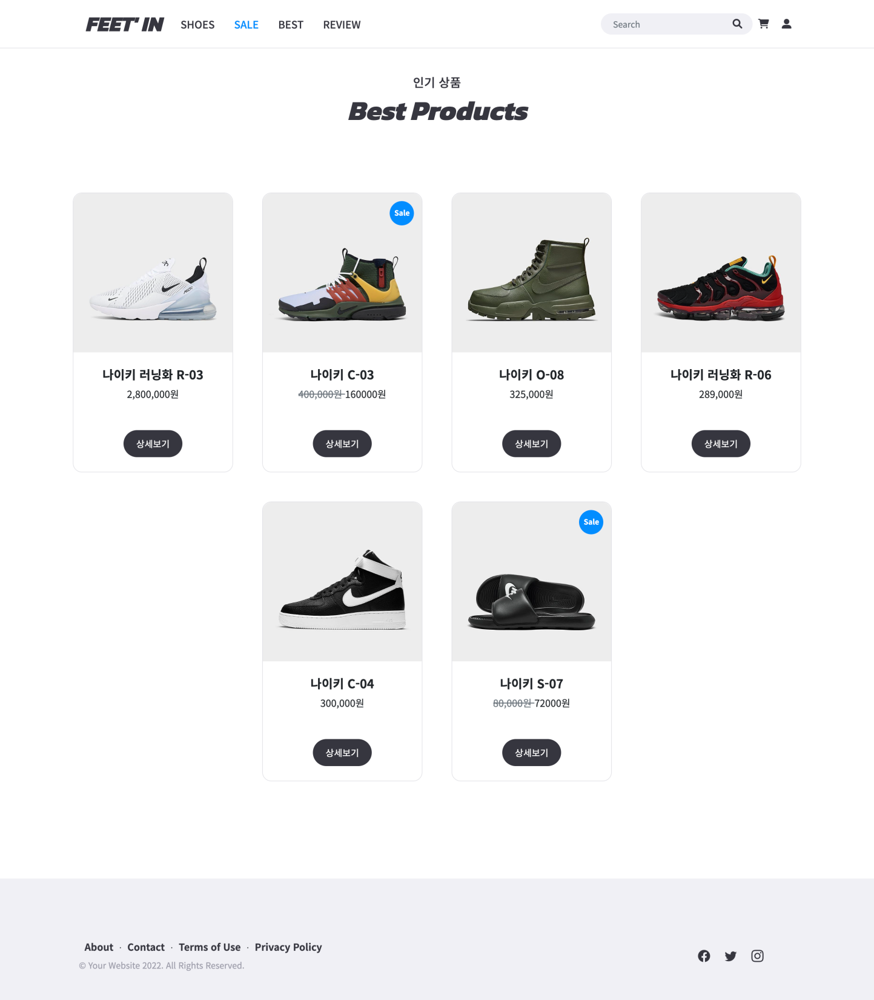 FEET' IN SHOES SALE BEST REVIEW Search
인기 상품
Best Products
Sale
나이키 러닝화 R-03
2,800,000원
상세보기
나이키 C-03
400,000원 160000원
상세보기
나이키 O-08
325,000원
상세보기
나이키 러닝화 R-06
289,000원
상세보기
Sale
나이키 C-04
300,000원
상세보기
나이키 S-07
80,000원 72000원
상세보기
About · Contact · Terms of Use · Privacy Policy
© Your Website 2022. All Rights Reserved.